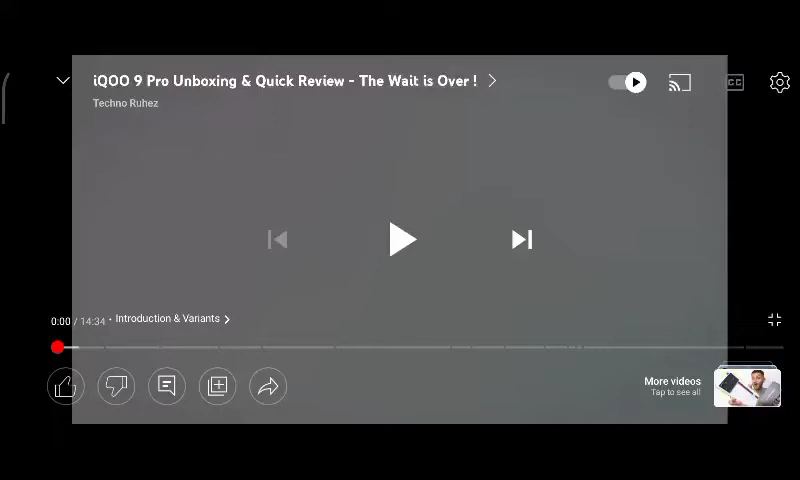 iQOO 9 Pro Unboxing & Quick Review - The Wait is Over !
Techno Ruhez
CC
0:00 / 14:34 · Introduction & Variants
More videos
Tap to see all